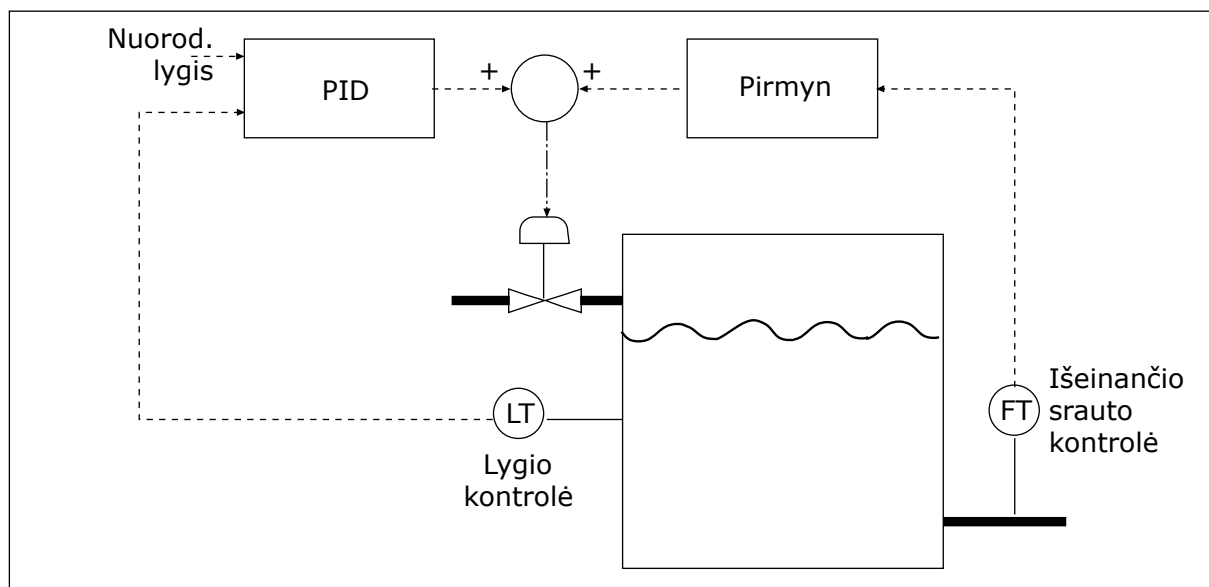 Nuorod.
lygis
PID
+
+
Pirmyn
LT
Lygio
kontrolė
FT
Išeinančio
srauto
kontrolė